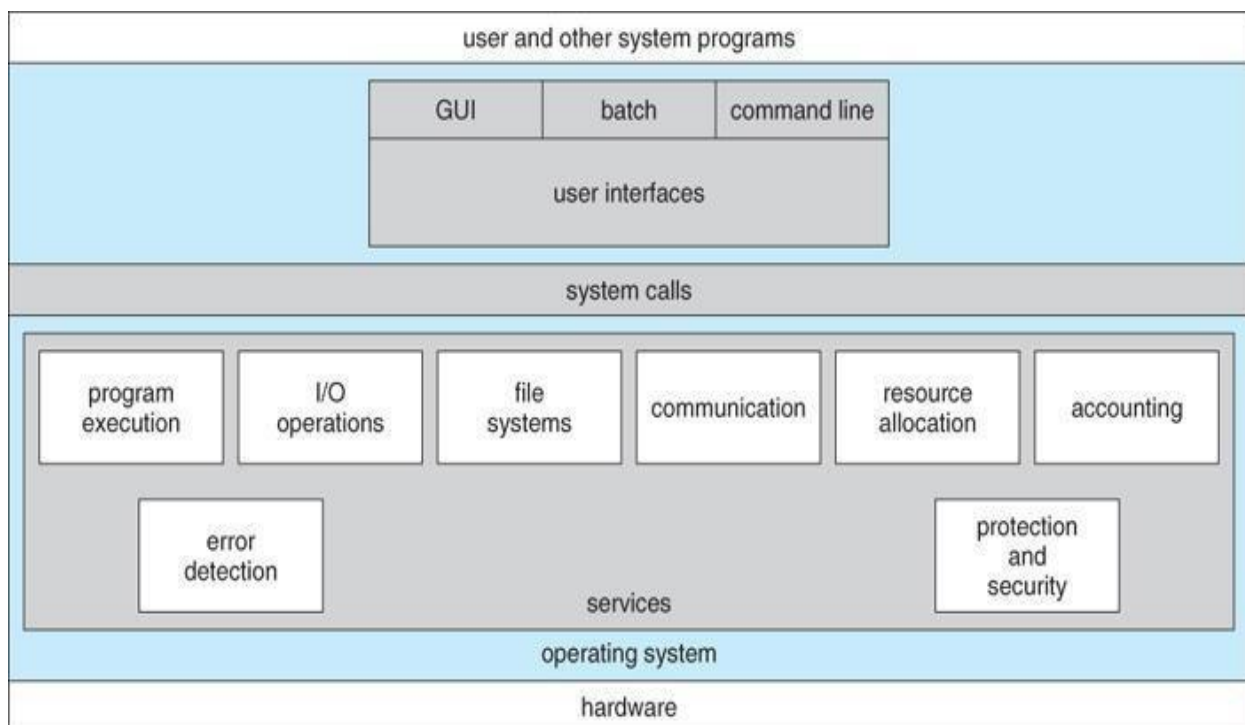 user and other system programs
GUI
batch
command line
user interfaces
system calls
program
execution
I/O
operations
file
systems
communication
resource
allocation
accounting
error
detection
protection
and
security
services
operating system
hardware